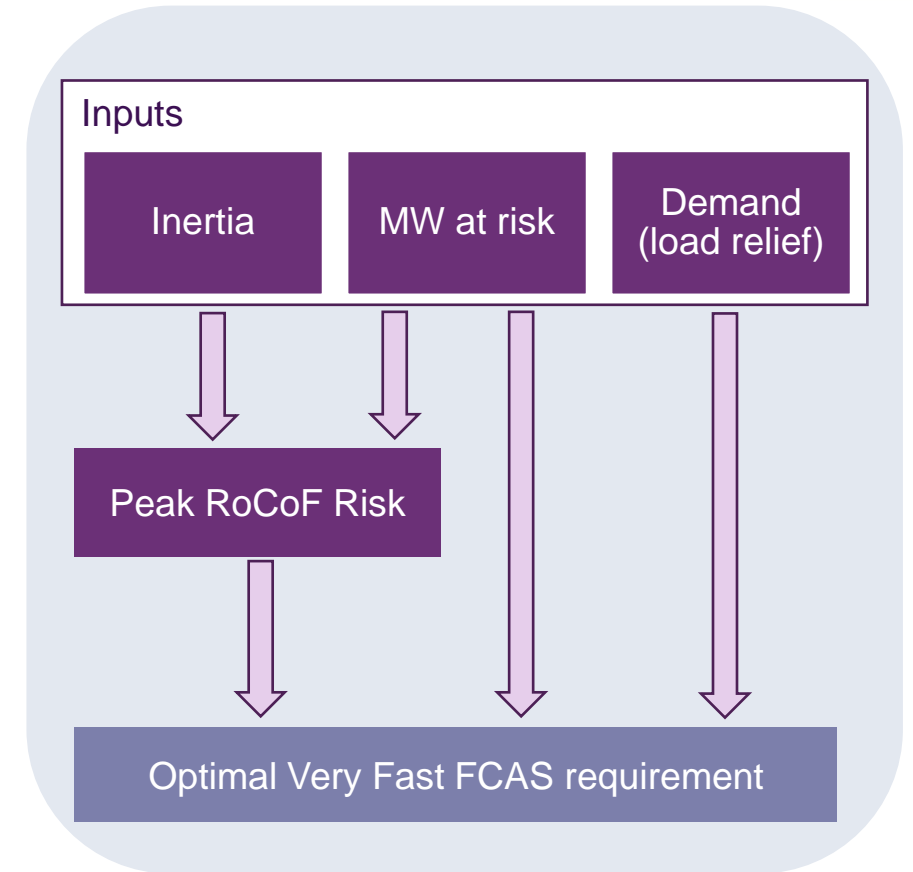 Inputs
Inertia
MW at risk
Demand
(load relief)
Peak RoCoF Risk
Optimal Very Fast FCAS requirement